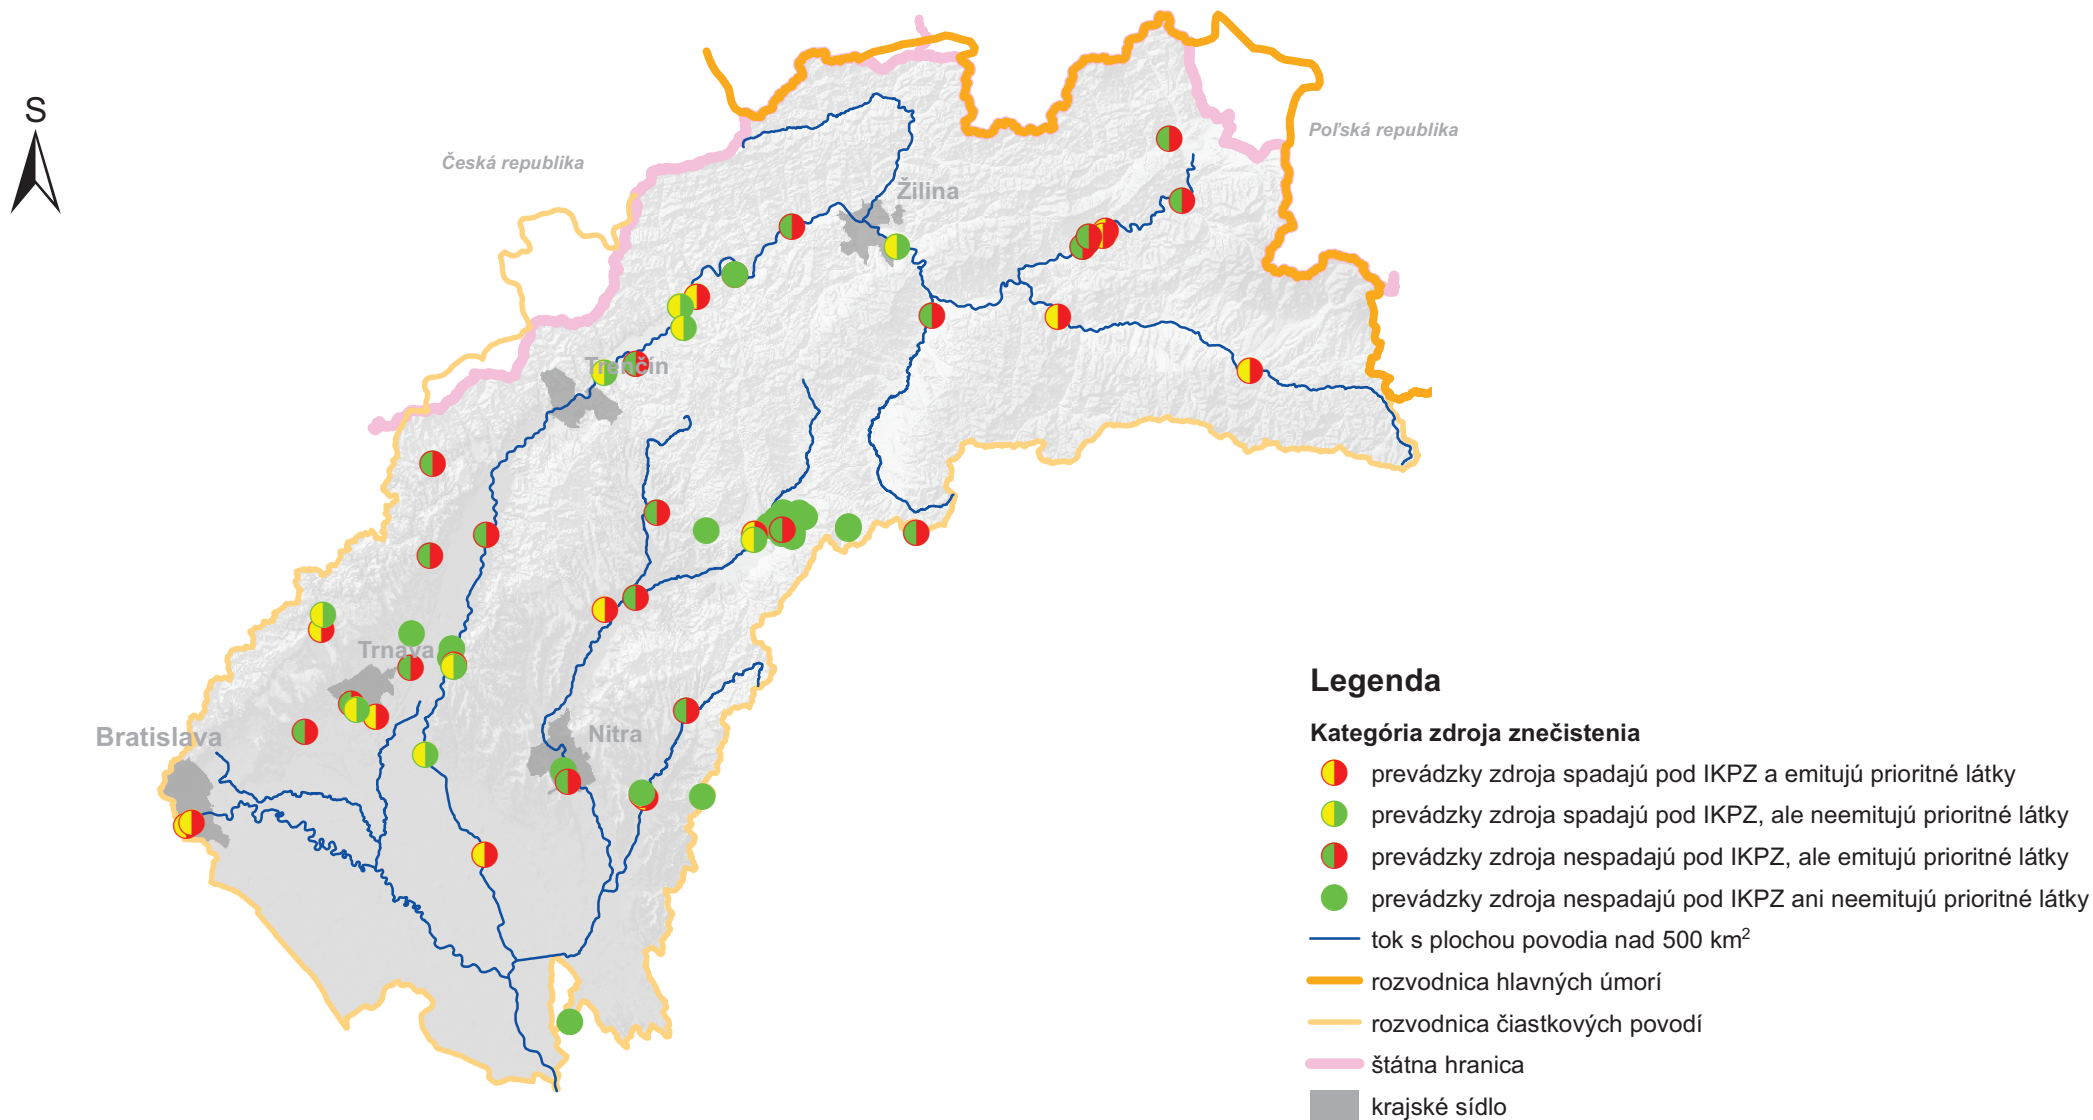 S
Česká republika
Poľská republika
Žilina
Trenčín
Trnava
Bratislava
Nitra
Legenda
Kategória zdroja znečistenia
prevádzky zdroja spadajú pod IKPZ a emitujú prioritné látky
prevádzky zdroja spadajú pod IKPZ, ale neemitujú prioritné látky
prevádzky zdroja nespadajú pod IKPZ, ale emitujú prioritné látky
prevádzky zdroja nespadajú pod IKPZ ani neemitujú prioritné látky
tok s plochou povodia nad 500 km²
rozvodnica hlavných úmorí
rozvodnica čiastkových povodí
štátna hranica
krajské sídlo